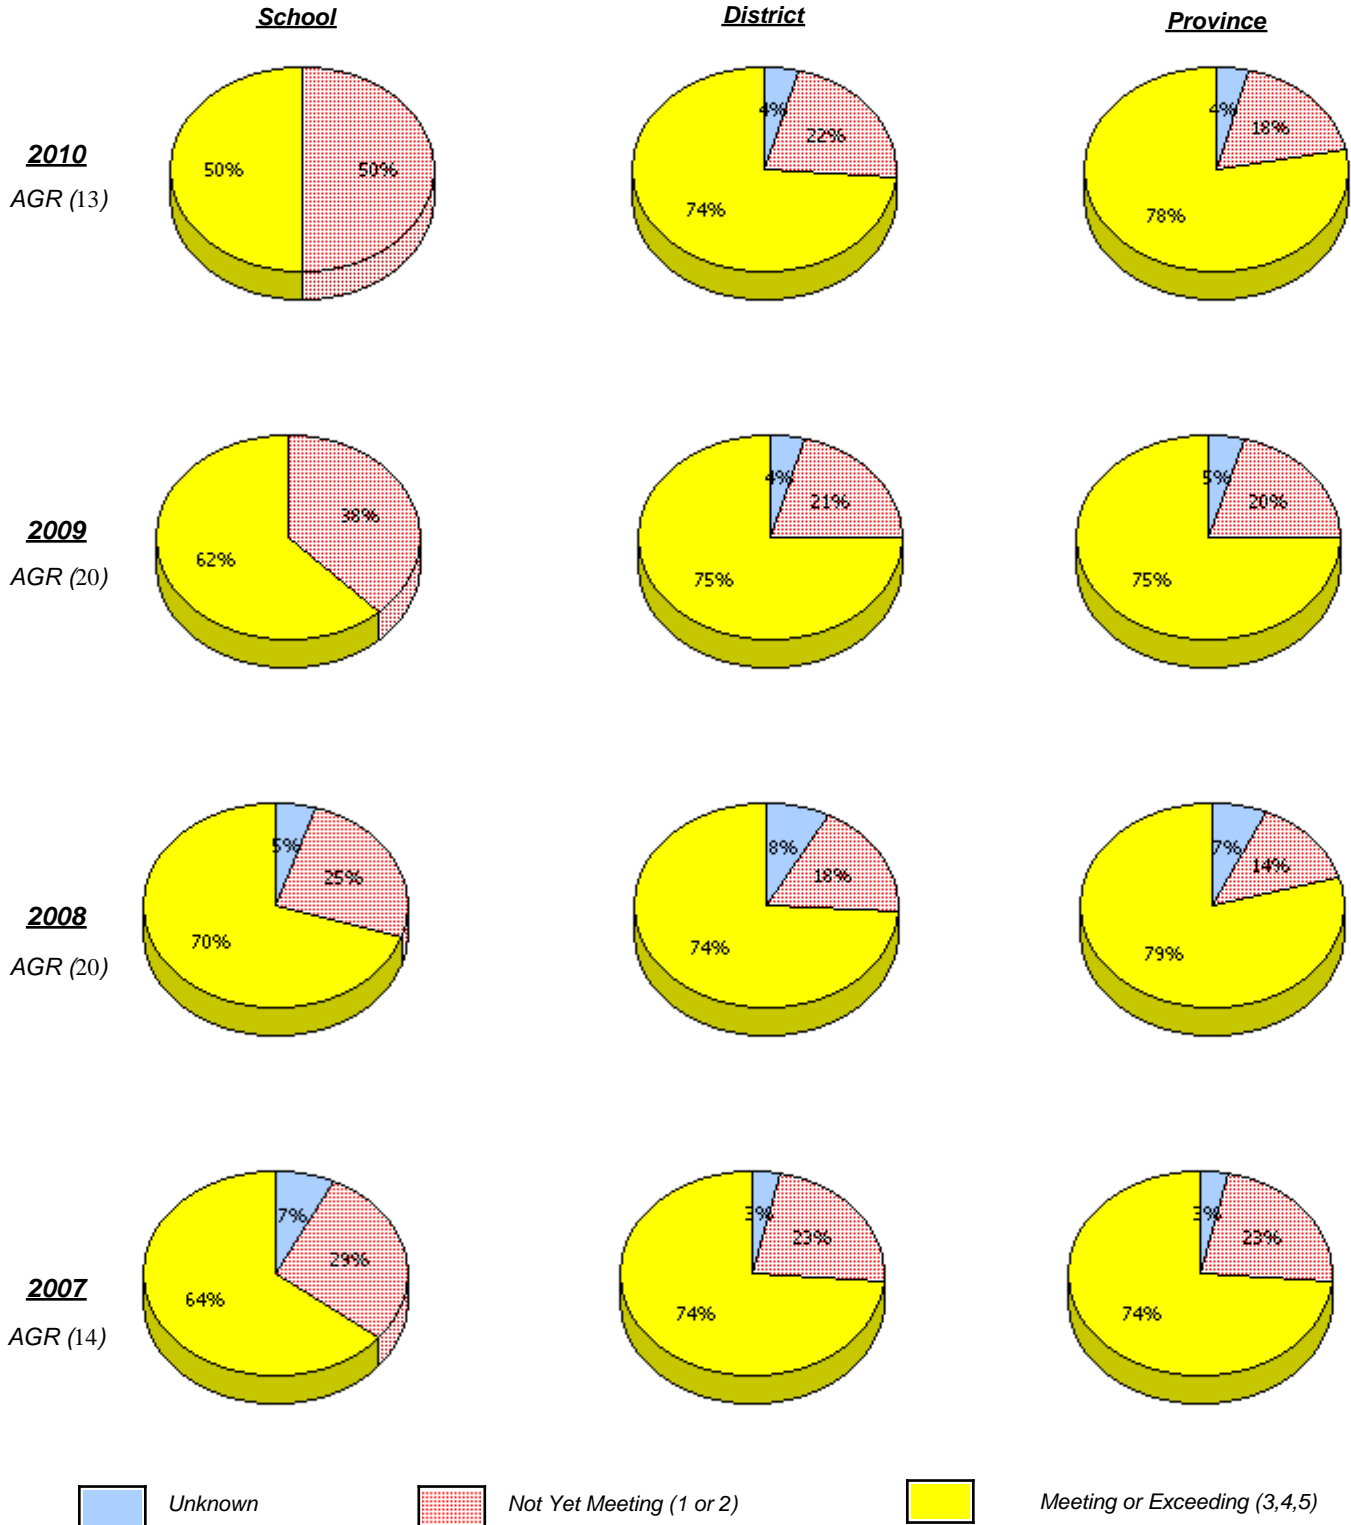 School District Province
2010
AGR (13)
50% 50%
4% 22% 74%
4% 18% 78%
2009
AGR (20)
38% 62%
4% 21% 75%
5% 20% 75%
2008
AGR (20)
5% 25% 70%
8% 18% 74%
7% 14% 79%
2007
AGR (14)
7% 29% 64%
3% 23% 74%
3% 23% 74%
Unknown Not Yet Meeting (1 or 2) Meeting or Exceeding (3,4,5)